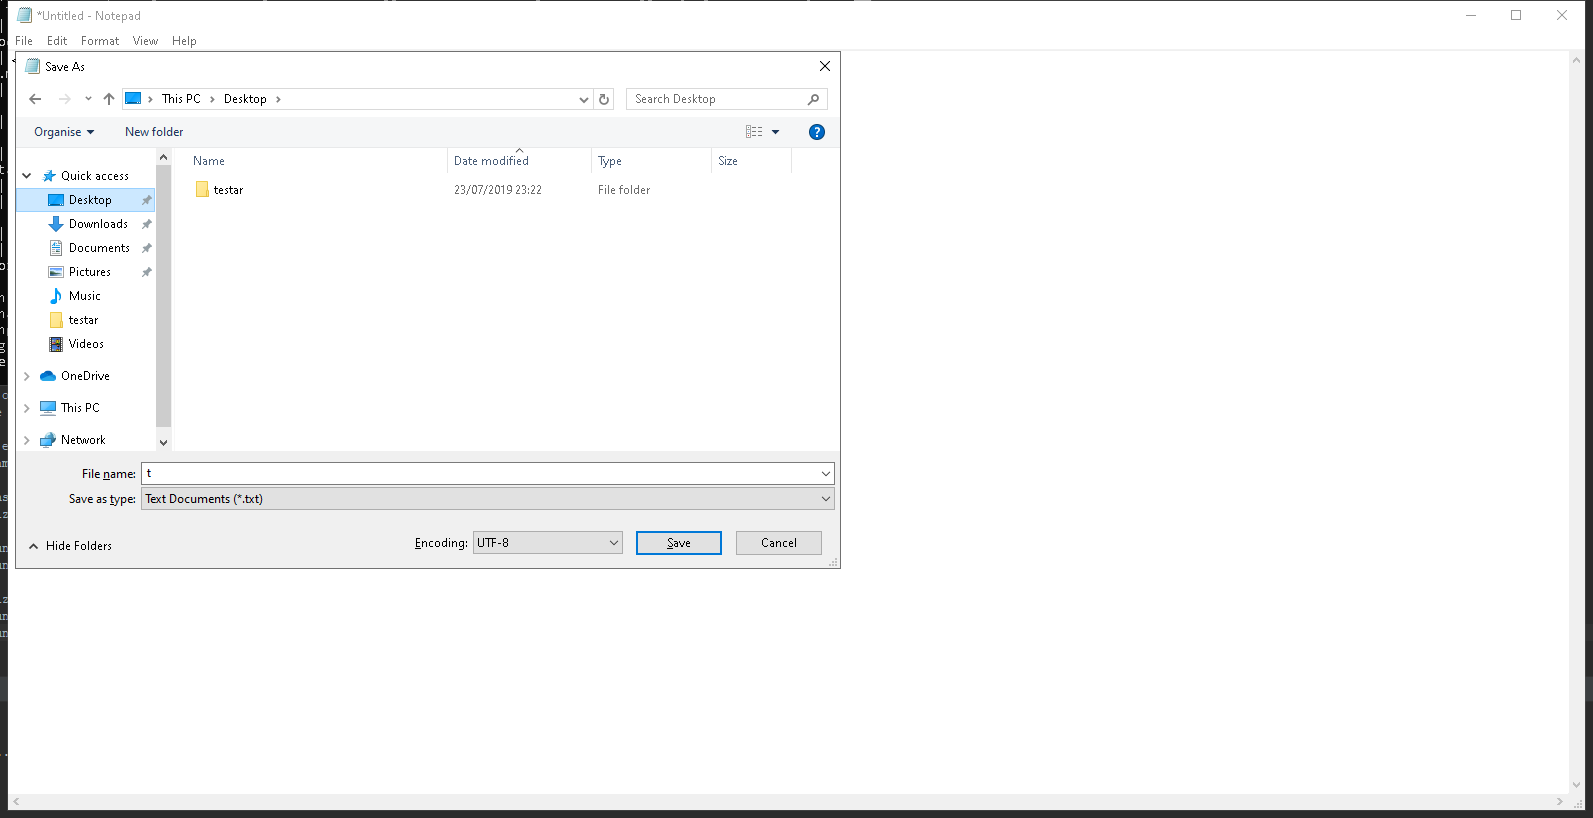 *Untitled - Notepad
File Edit Format View Help
Save As
This PC Desktop
Search Desktop
Organise New folder
Name Date modified Type Size
testar 23/07/2019 23:22 File folder
Quick access
Desktop
Downloads
Documents
Pictures
Music
testar
Videos
OneDrive
This PC
Network
File name: t
Save as type: Text Documents (*.txt)
Hide Folders
Encoding: UTF-8 Save Cancel